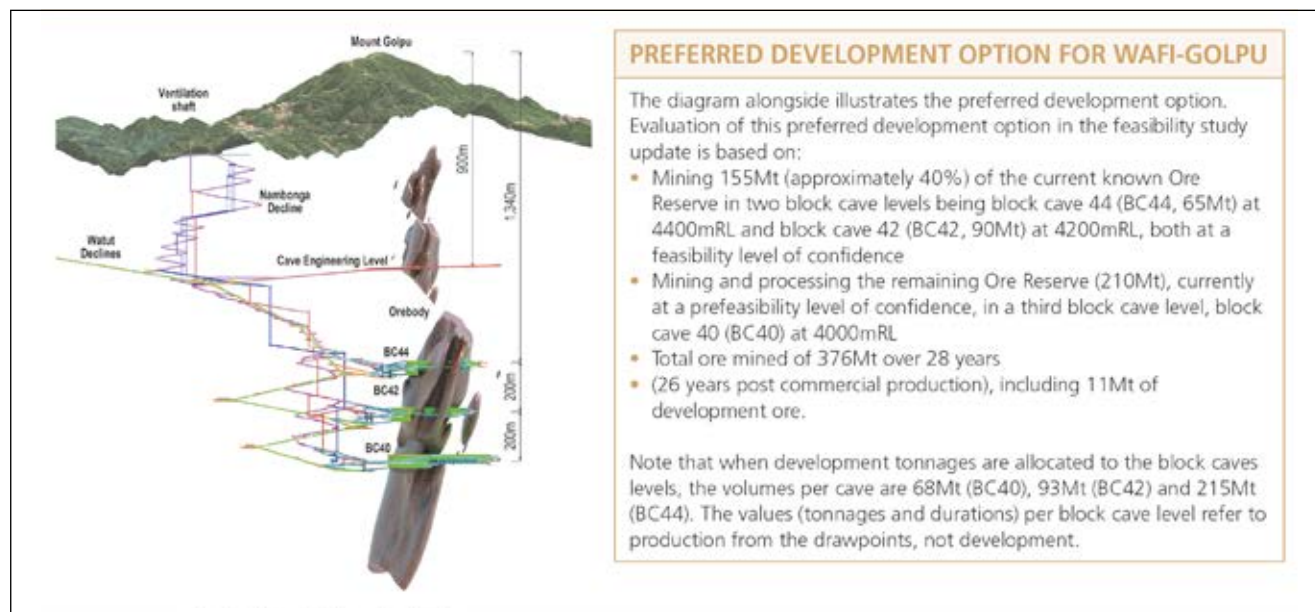 Mount Golpu
Ventilation
shaft
900m
1,340m
Nambonga
Decline
Watut
Declines
Cave Engineering Level
Orebody
BC44
200m
BC42
200m
BC40
PREFERRED DEVELOPMENT OPTION FOR WAFI-GOLPU
The diagram alongside illustrates the preferred development option.
Evaluation of this preferred development option in the feasibility study
update is based on:
• Mining 155Mt (approximately 40%) of the current known Ore
Reserve in two block cave levels being block cave 44 (BC44, 65Mt) at
4400mRL and block cave 42 (BC42, 90Mt) at 4200mRL, both at a
feasibility level of confidence
• Mining and processing the remaining Ore Reserve (210Mt), currently
at a prefeasibility level of confidence, in a third block cave level, block
cave 40 (BC40) at 4000mRL
• Total ore mined of 376Mt over 28 years
• (26 years post commercial production), including 11Mt of
development ore.
Note that when development tonnages are allocated to the block caves
levels, the volumes per cave are 68Mt (BC40), 93Mt (BC42) and 215Mt
(BC44). The values (tonnages and durations) per block cave level refer to
production from the drawpoints, not development.